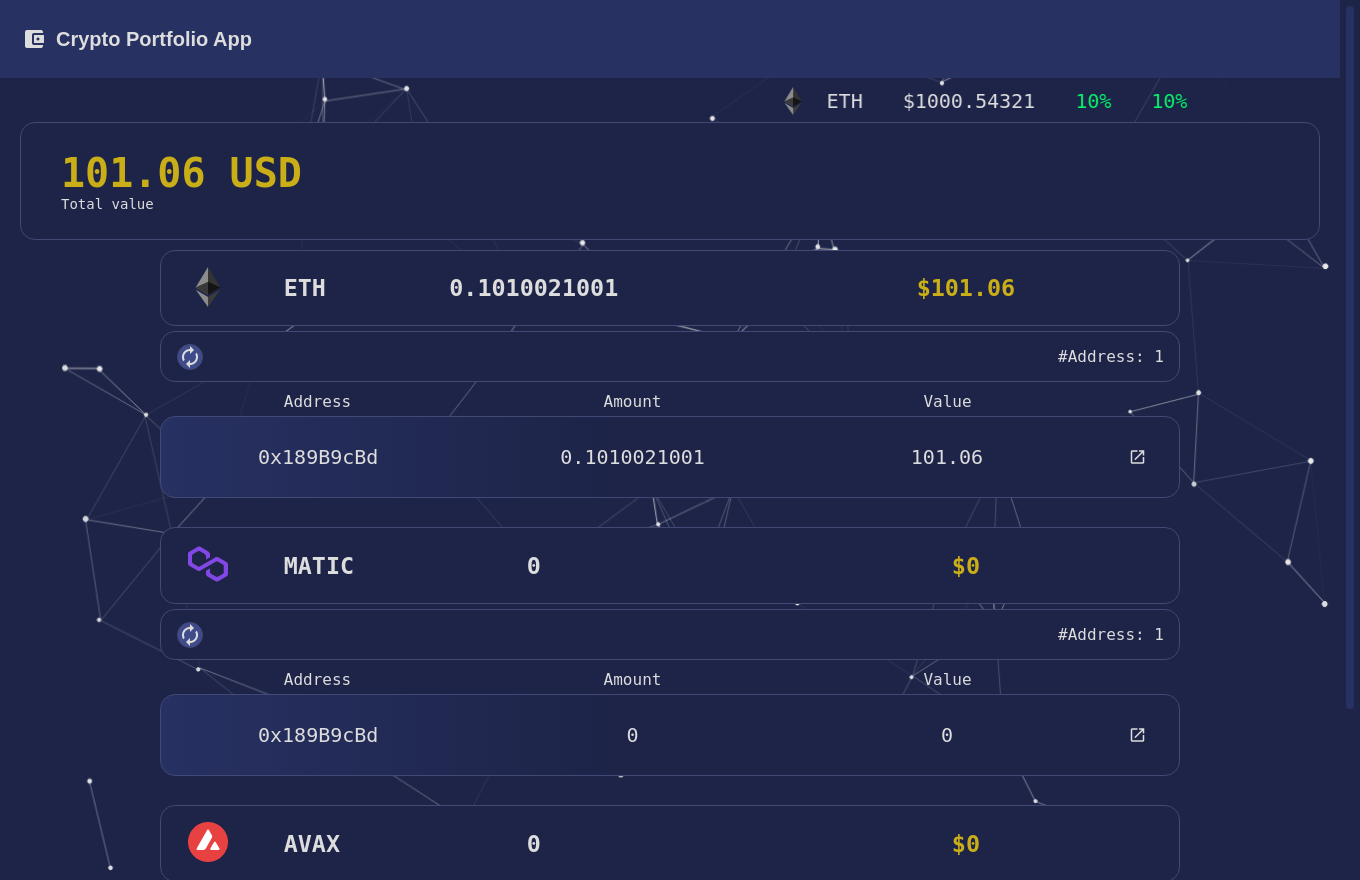 Crypto Portfolio App
ETH $1000.54321 10% 10%
101.06 USD
Total value
ETH 0.1010021001 $101.06
#Address: 1
Address Amount Value
0x189B9cBd 0.1010021001 101.06
MATIC 0 $0
#Address: 1
Address Amount Value
0x189B9cBd 0 0
AVAX 0 $0